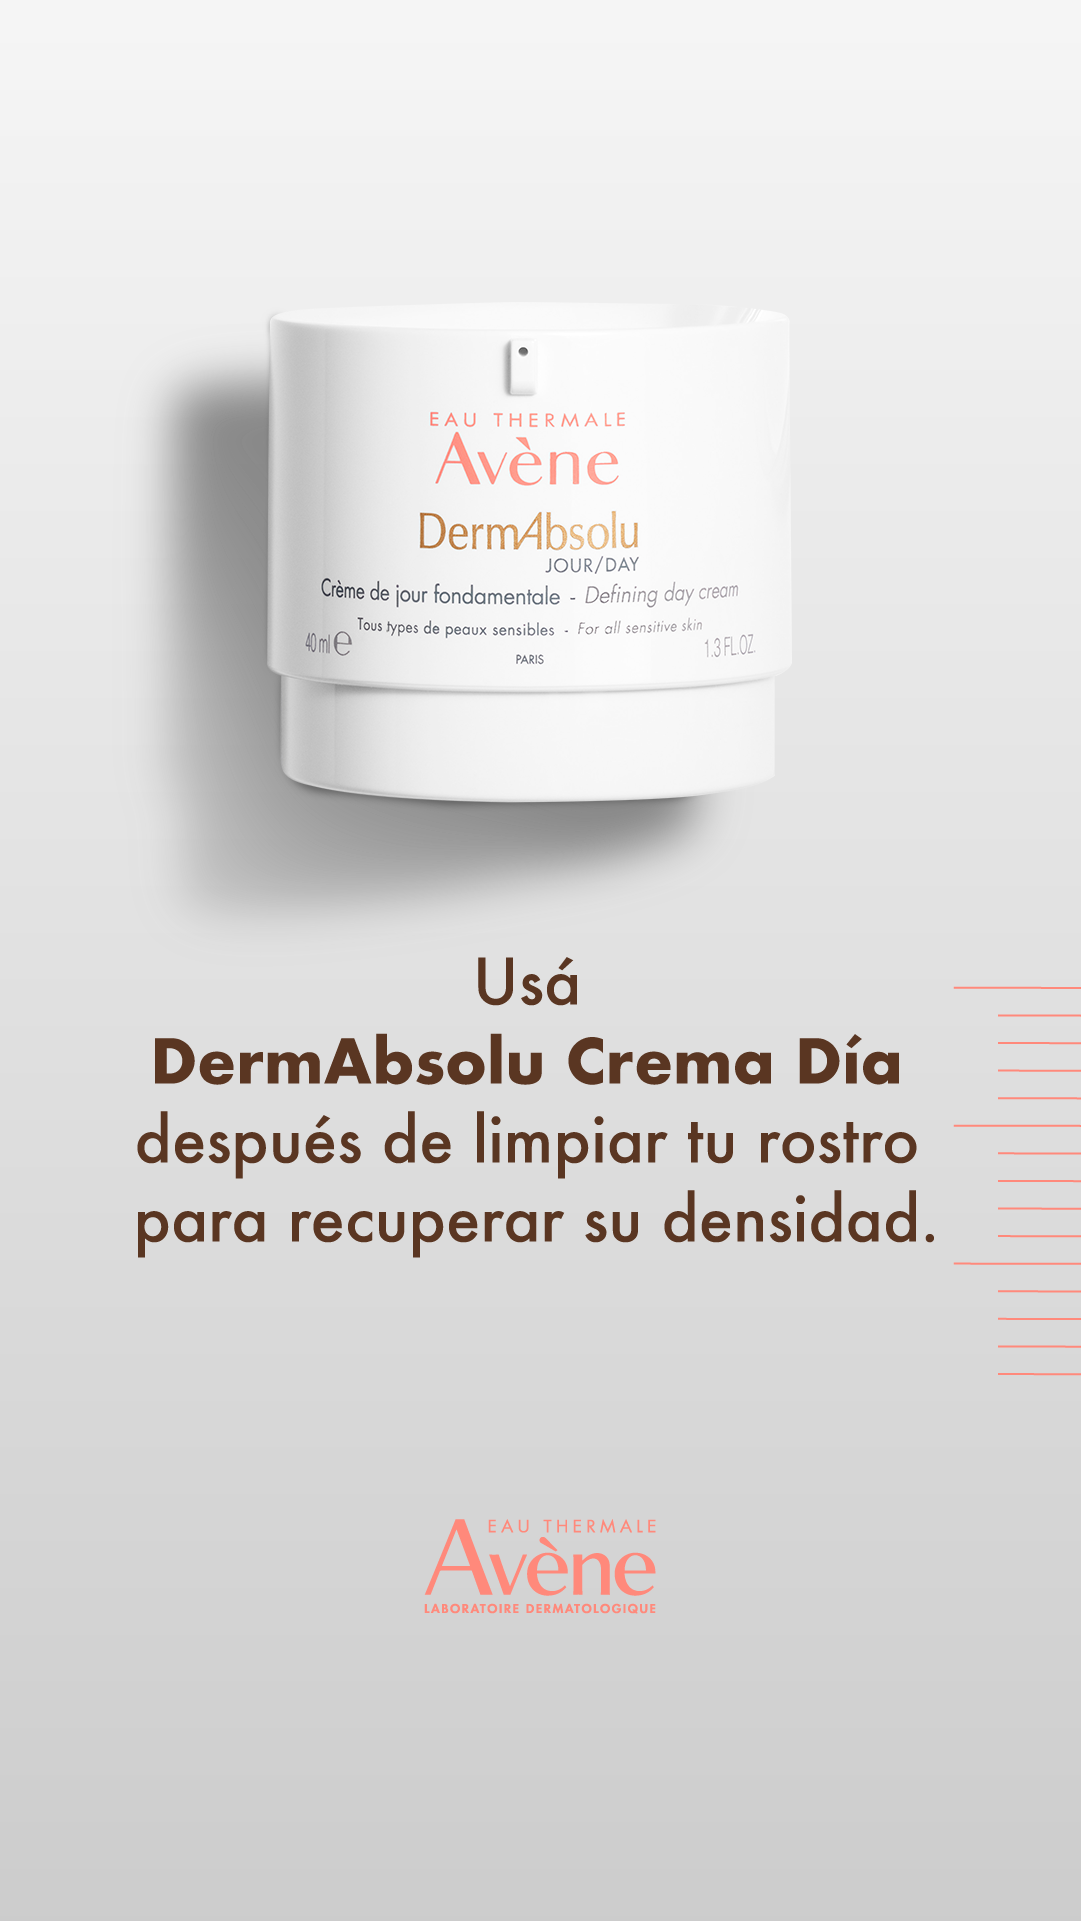 EAU THERMALE
Avène
DermAbsolu
JOUR/DAY
Crème de jour fondamentale - Defining day cream
Tous types de peaux sensibles - For all sensitive skin
40 ml ℮ 1.3 FL.OZ.
PARIS
Usá
DermAbsolu Crema Día
después de limpiar tu rostro
para recuperar su densidad.
EAU THERMALE
Avène
LABORATOIRE DERMATOLOGIQUE